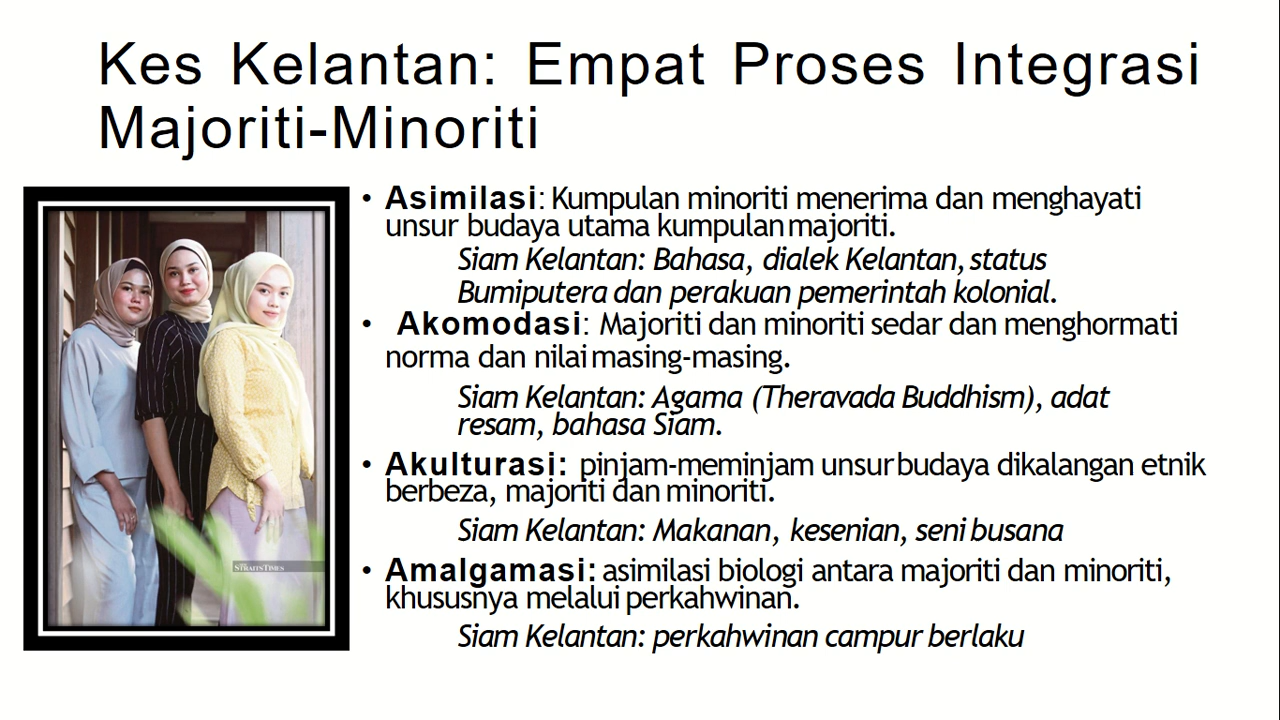 Kes Kelantan: Empat Proses Integrasi
Majoriti-Minoriti
• Asimilasi: Kumpulan minoriti menerima dan menghayati
unsur budaya utama kumpulan majoriti.
Siam Kelantan: Bahasa, dialek Kelantan, status
Bumiputera dan perakuan pemerintah kolonial.
• Akomodasi: Majoriti dan minoriti sedar dan menghormati
norma dan nilai masing-masing.
Siam Kelantan: Agama (Theravada Buddhism), adat
resam, bahasa Siam.
• Akulturasi: pinjam-meminjam unsur budaya dikalangan etnik
berbeza, majoriti dan minoriti.
Siam Kelantan: Makanan, kesenian, seni busana
• Amalgamasi: asimilasi biologi antara majoriti dan minoriti,
khususnya melalui perkahwinan.
Siam Kelantan: perkahwinan campur berlaku
STRAITS TIMES